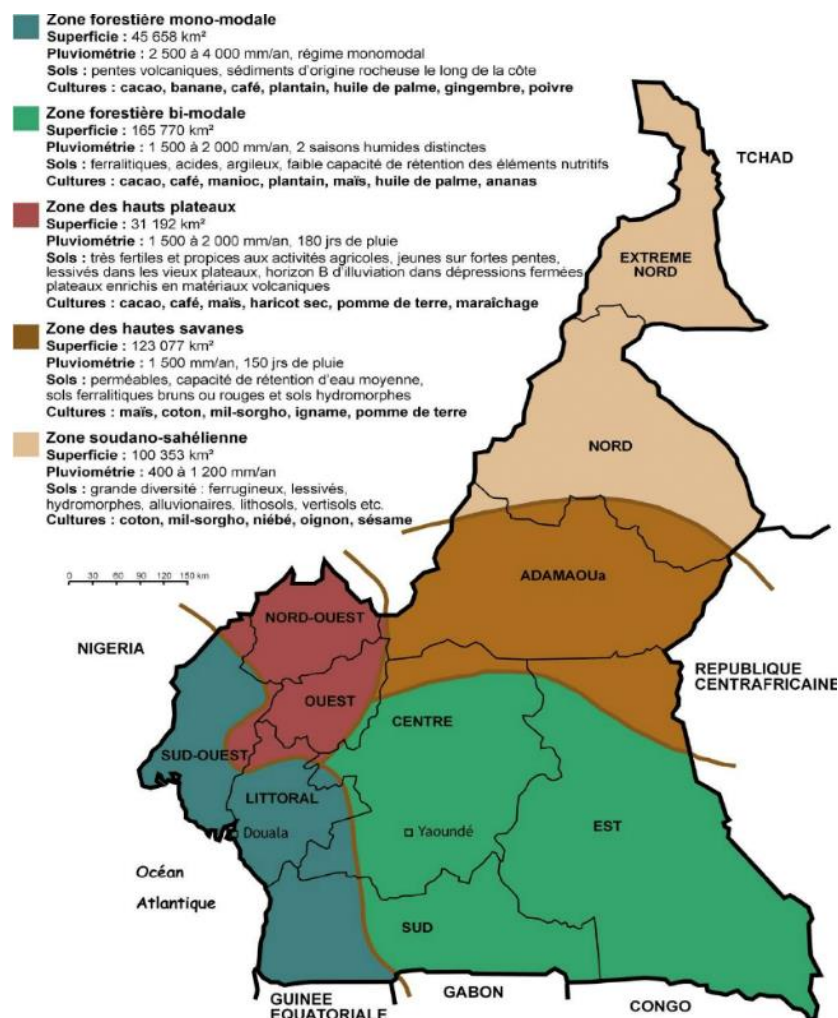 Zone forestière mono-modale
Superficie : 45 658 km²
Pluviométrie : 2 500 à 4 000 mm/an, régime monomodal
Sols : pentes volcaniques, sédiments d'origine rocheuse le long de la côte
Cultures : cacao, banane, café, plantain, huile de palme, gingembre, poivre
Zone forestière bi-modale
Superficie : 165 770 km²
Pluviométrie : 1 500 à 2 000 mm/an, 2 saisons humides distinctes
Sols : ferralitiques, acides, argileux, faible capacité de rétention des éléments nutritifs
Cultures : cacao, café, manioc, plantain, maïs, huile de palme, ananas
Zone des hauts plateaux
Superficie : 31 192 km²
Pluviométrie : 1 500 à 2 000 mm/an, 180 jrs de pluie
Sols : très fertiles et propices aux activités agricoles, jeunes sur fortes pentes,
lessivés dans les vieux plateaux, horizon B d'illuviation dans dépressions fermées
plateaux enrichis en matériaux volcaniques
Cultures : cacao, café, maïs, haricot sec, pomme de terre, maraîchage
Zone des hautes savanes
Superficie : 123 077 km²
Pluviométrie : 1 500 mm/an, 150 jrs de pluie
Sols : perméables, capacité de rétention d'eau moyenne,
sols ferralitiques bruns ou rouges et sols hydromorphes
Cultures : maïs, coton, mil-sorgho, igname, pomme de terre
Zone soudano-sahélienne
Superficie : 100 353 km²
Pluviométrie : 400 à 1 200 mm/an
Sols : grande diversité : ferrugineux, lessivés,
hydromorphes, alluvionaires, lithosols, vertisols etc.
Cultures : coton, mil-sorgho, niébé, oignon, sésame
0 30 60 90 120 150 km
TCHAD
EXTREME
NORD
NORD
ADAMAOUa
NORD-OUEST
NIGERIA
REPUBLIQUE
CENTRAFRICAINE
OUEST
CENTRE
SUD-OUEST
LITTORAL
Douala
Yaoundé
EST
Océan
Atlantique
SUD
GUINEE
EQUATORIALE
GABON
CONGO